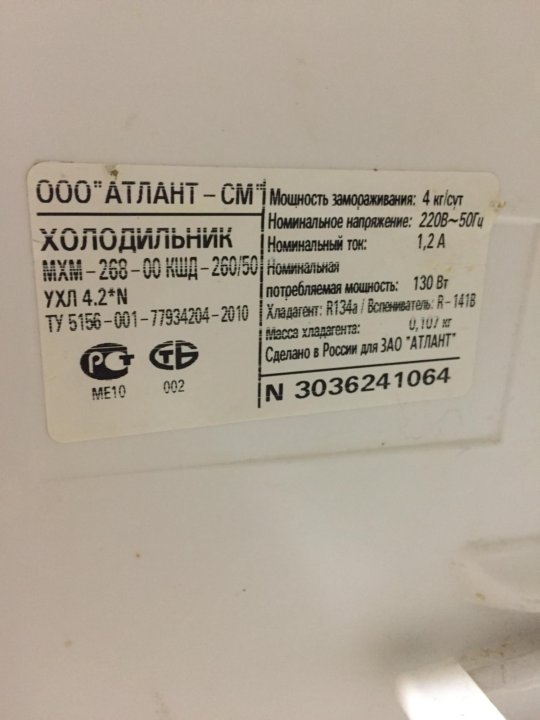 ООО "АТЛАНТ - СМ"
ХОЛОДИЛЬНИК
МХМ - 268 - 00 КШД - 260/50
УХЛ 4.2*N
ТУ 5156-001-77934204-2010
РСТ СТБ
МЕ10 002
Мощность замораживания: 4 кг/сут
Номинальное напряжение: 220В~50Гц
Номинальный ток: 1,2 А
Номинальная
потребляемая мощность: 130 Вт
Хладагент: R134a / Вспениватель: R-141B
Масса хладагента: 0,107 кг
Сделано в России для ЗАО "АТЛАНТ"
N 3036241064